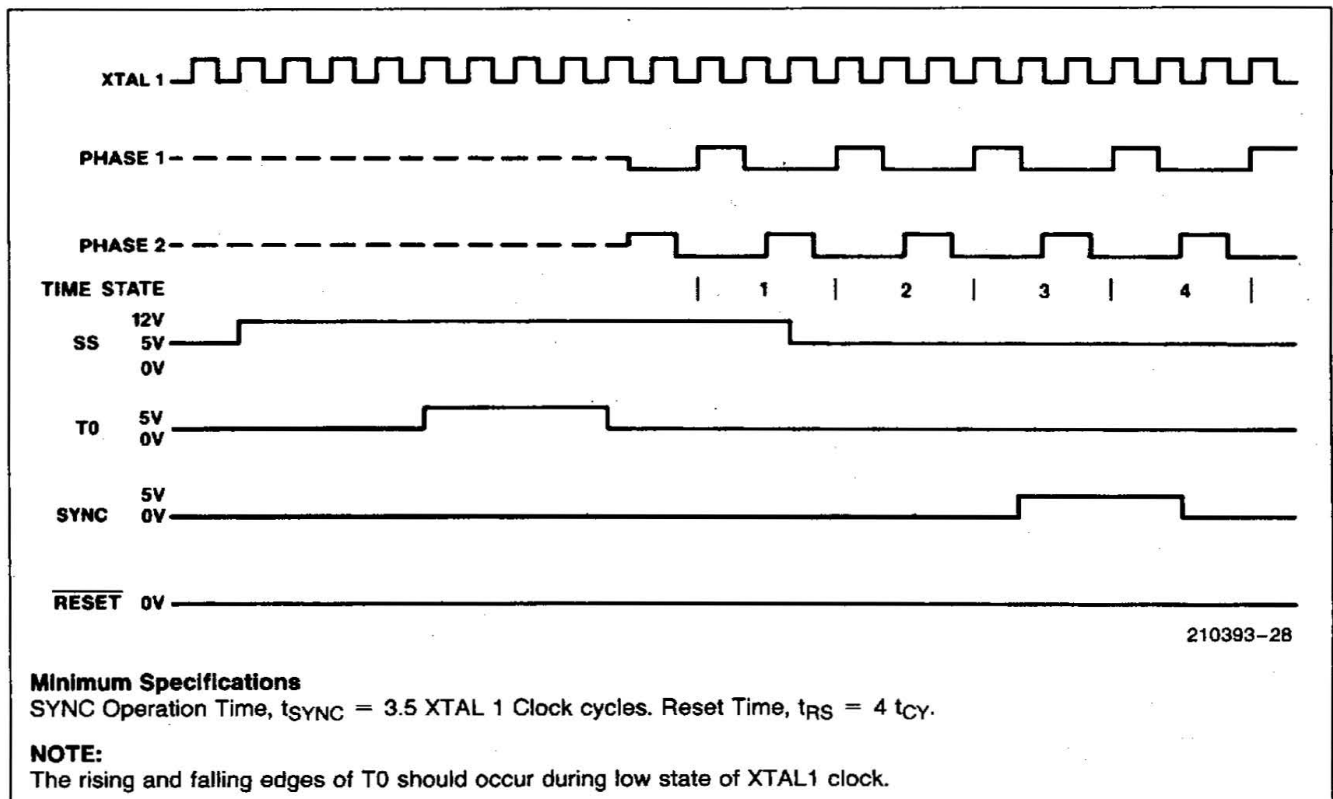 XTAL 1
PHASE 1
PHASE 2
TIME STATE | 1 | 2 | 3 | 4 |
12V
SS 5V
0V
5V
T0 0V
5V
SYNC 0V
RESET 0V
210393-28
Minimum Specifications
SYNC Operation Time, tSYNC = 3.5 XTAL 1 Clock cycles. Reset Time, tRS = 4 tCY.
NOTE:
The rising and falling edges of T0 should occur during low state of XTAL1 clock.